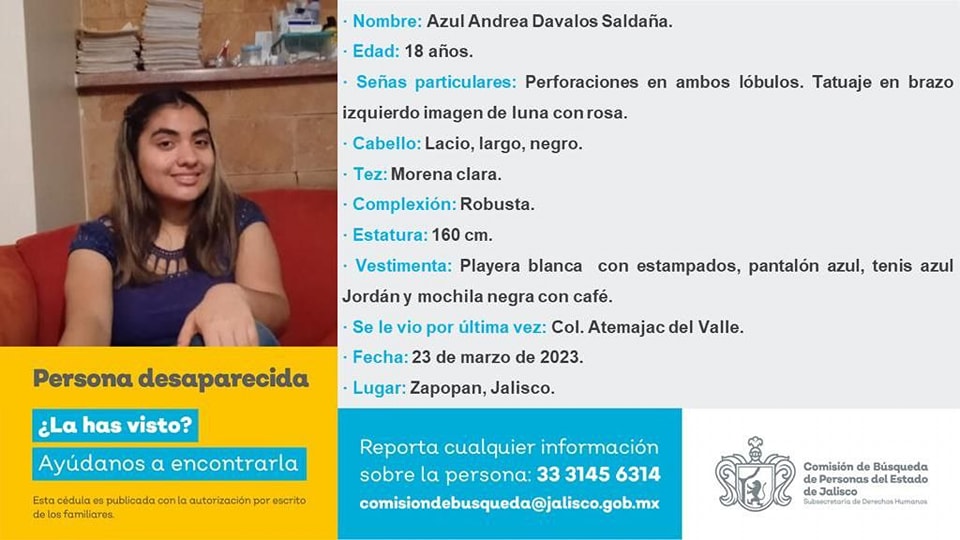 · Nombre: Azul Andrea Davalos Saldaña.
· Edad: 18 años.
· Señas particulares: Perforaciones en ambos lóbulos. Tatuaje en brazo
izquierdo imagen de luna con rosa.
· Cabello: Lacio, largo, negro.
· Tez: Morena clara.
· Complexión: Robusta.
· Estatura: 160 cm.
· Vestimenta: Playera blanca con estampados, pantalón azul, tenis azul
Jordán y mochila negra con café.
· Se le vio por última vez: Col. Atemajac del Valle.
· Fecha: 23 de marzo de 2023.
· Lugar: Zapopan, Jalisco.
Persona desaparecida
¿La has visto?
Ayúdanos a encontrarla
Esta cédula es publicada con la autorización por escrito
de los familiares.
Reporta cualquier información
sobre la persona: 33 3145 6314
comisiondebusqueda@jalisco.gob.mx
Comisión de Búsqueda
de Personas del Estado
de Jalisco
Subsecretaría de Derechos Humanos